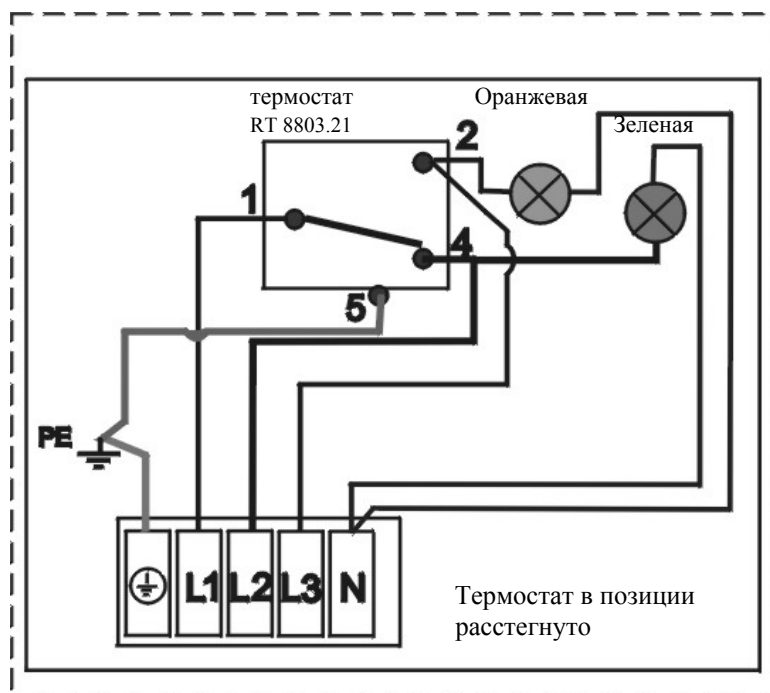 термостат
RT 8803.21
Оранжевая
Зеленая
2
1
4
5
PE
L1 L2 L3 N
Термостат в позиции
расстегнуто